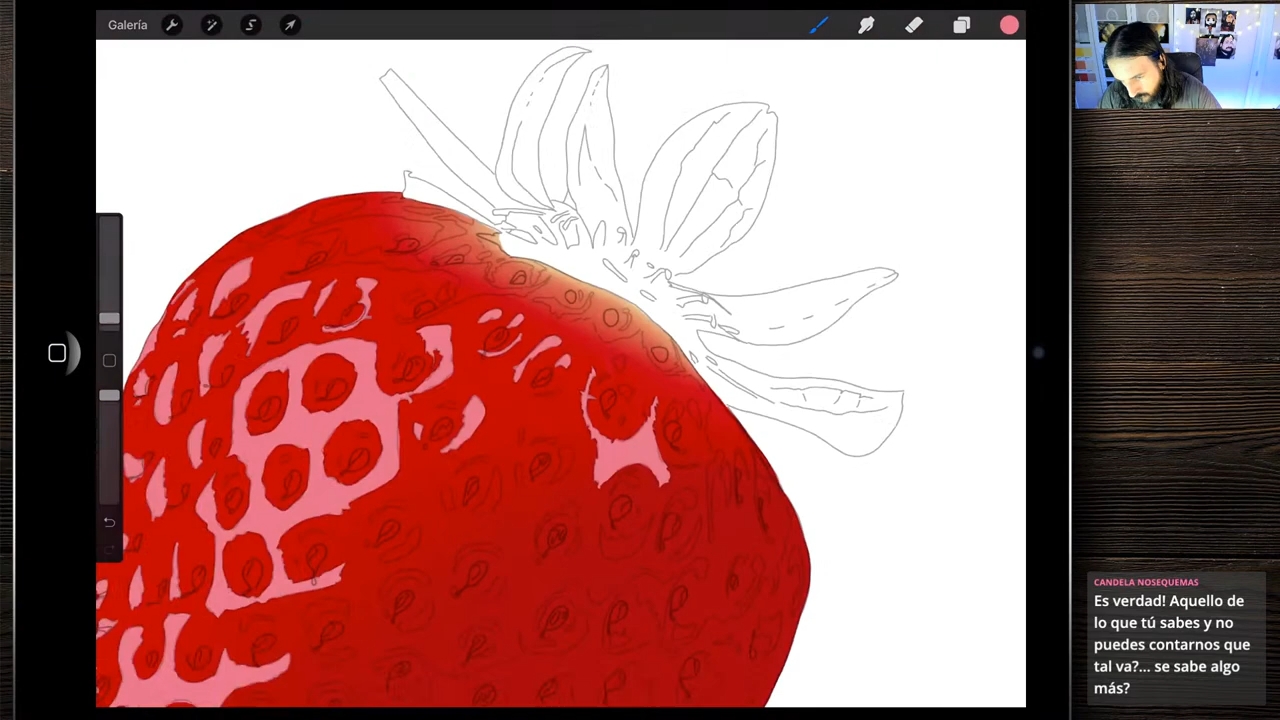 Galería
CANDELA NOSEQUEMAS
Es verdad! Aquello de
lo que tú sabes y no
puedes contarnos que
tal va?... se sabe algo
más?